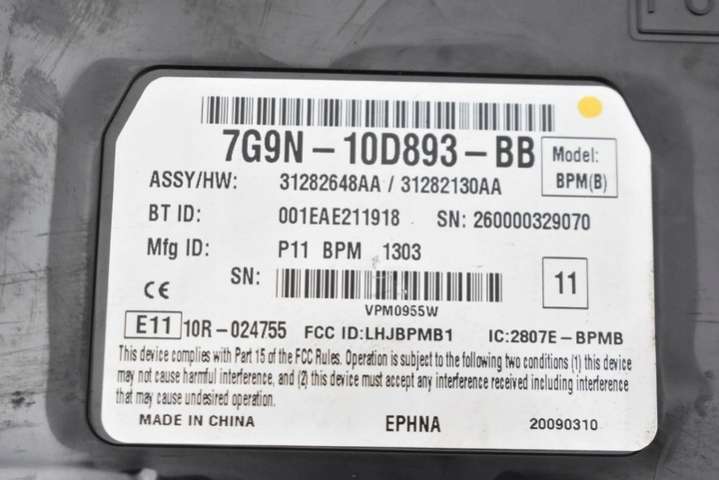 7G9N-10D893-BB
Model:
BPM(B)
ASSY/HW: 31282648AA / 31282130AA
BT ID: 001EAE211918 SN: 260000329070
Mfg ID: P11 BPM 1303
SN:
VPM0955W
11
CE
E11 10R-024755 FCC ID:LHJBPMB1 IC:2807E-BPMB
This device complies with Part 15 of the FCC Rules. Operation is subject to the following two conditions (1) this device
may not cause harmful interference, and (2) this device must accept any interference received including interference
that may cause undesired operation.
MADE IN CHINA EPHNA 20090310